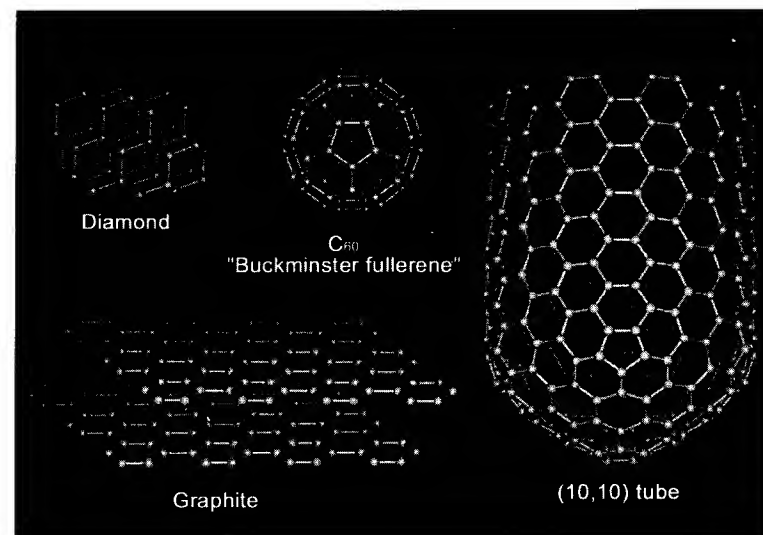 Diamond
C₆₀
"Buckminster fullerene"
Graphite
(10,10) tube